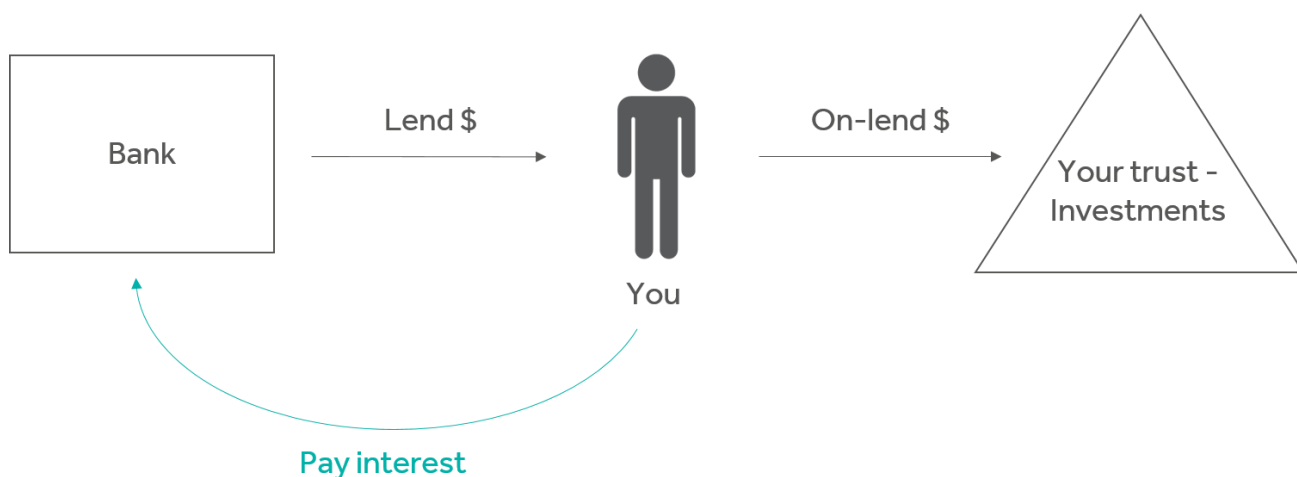 Bank
Lend $
You
On-lend $
Your trust -
Investments
Pay interest